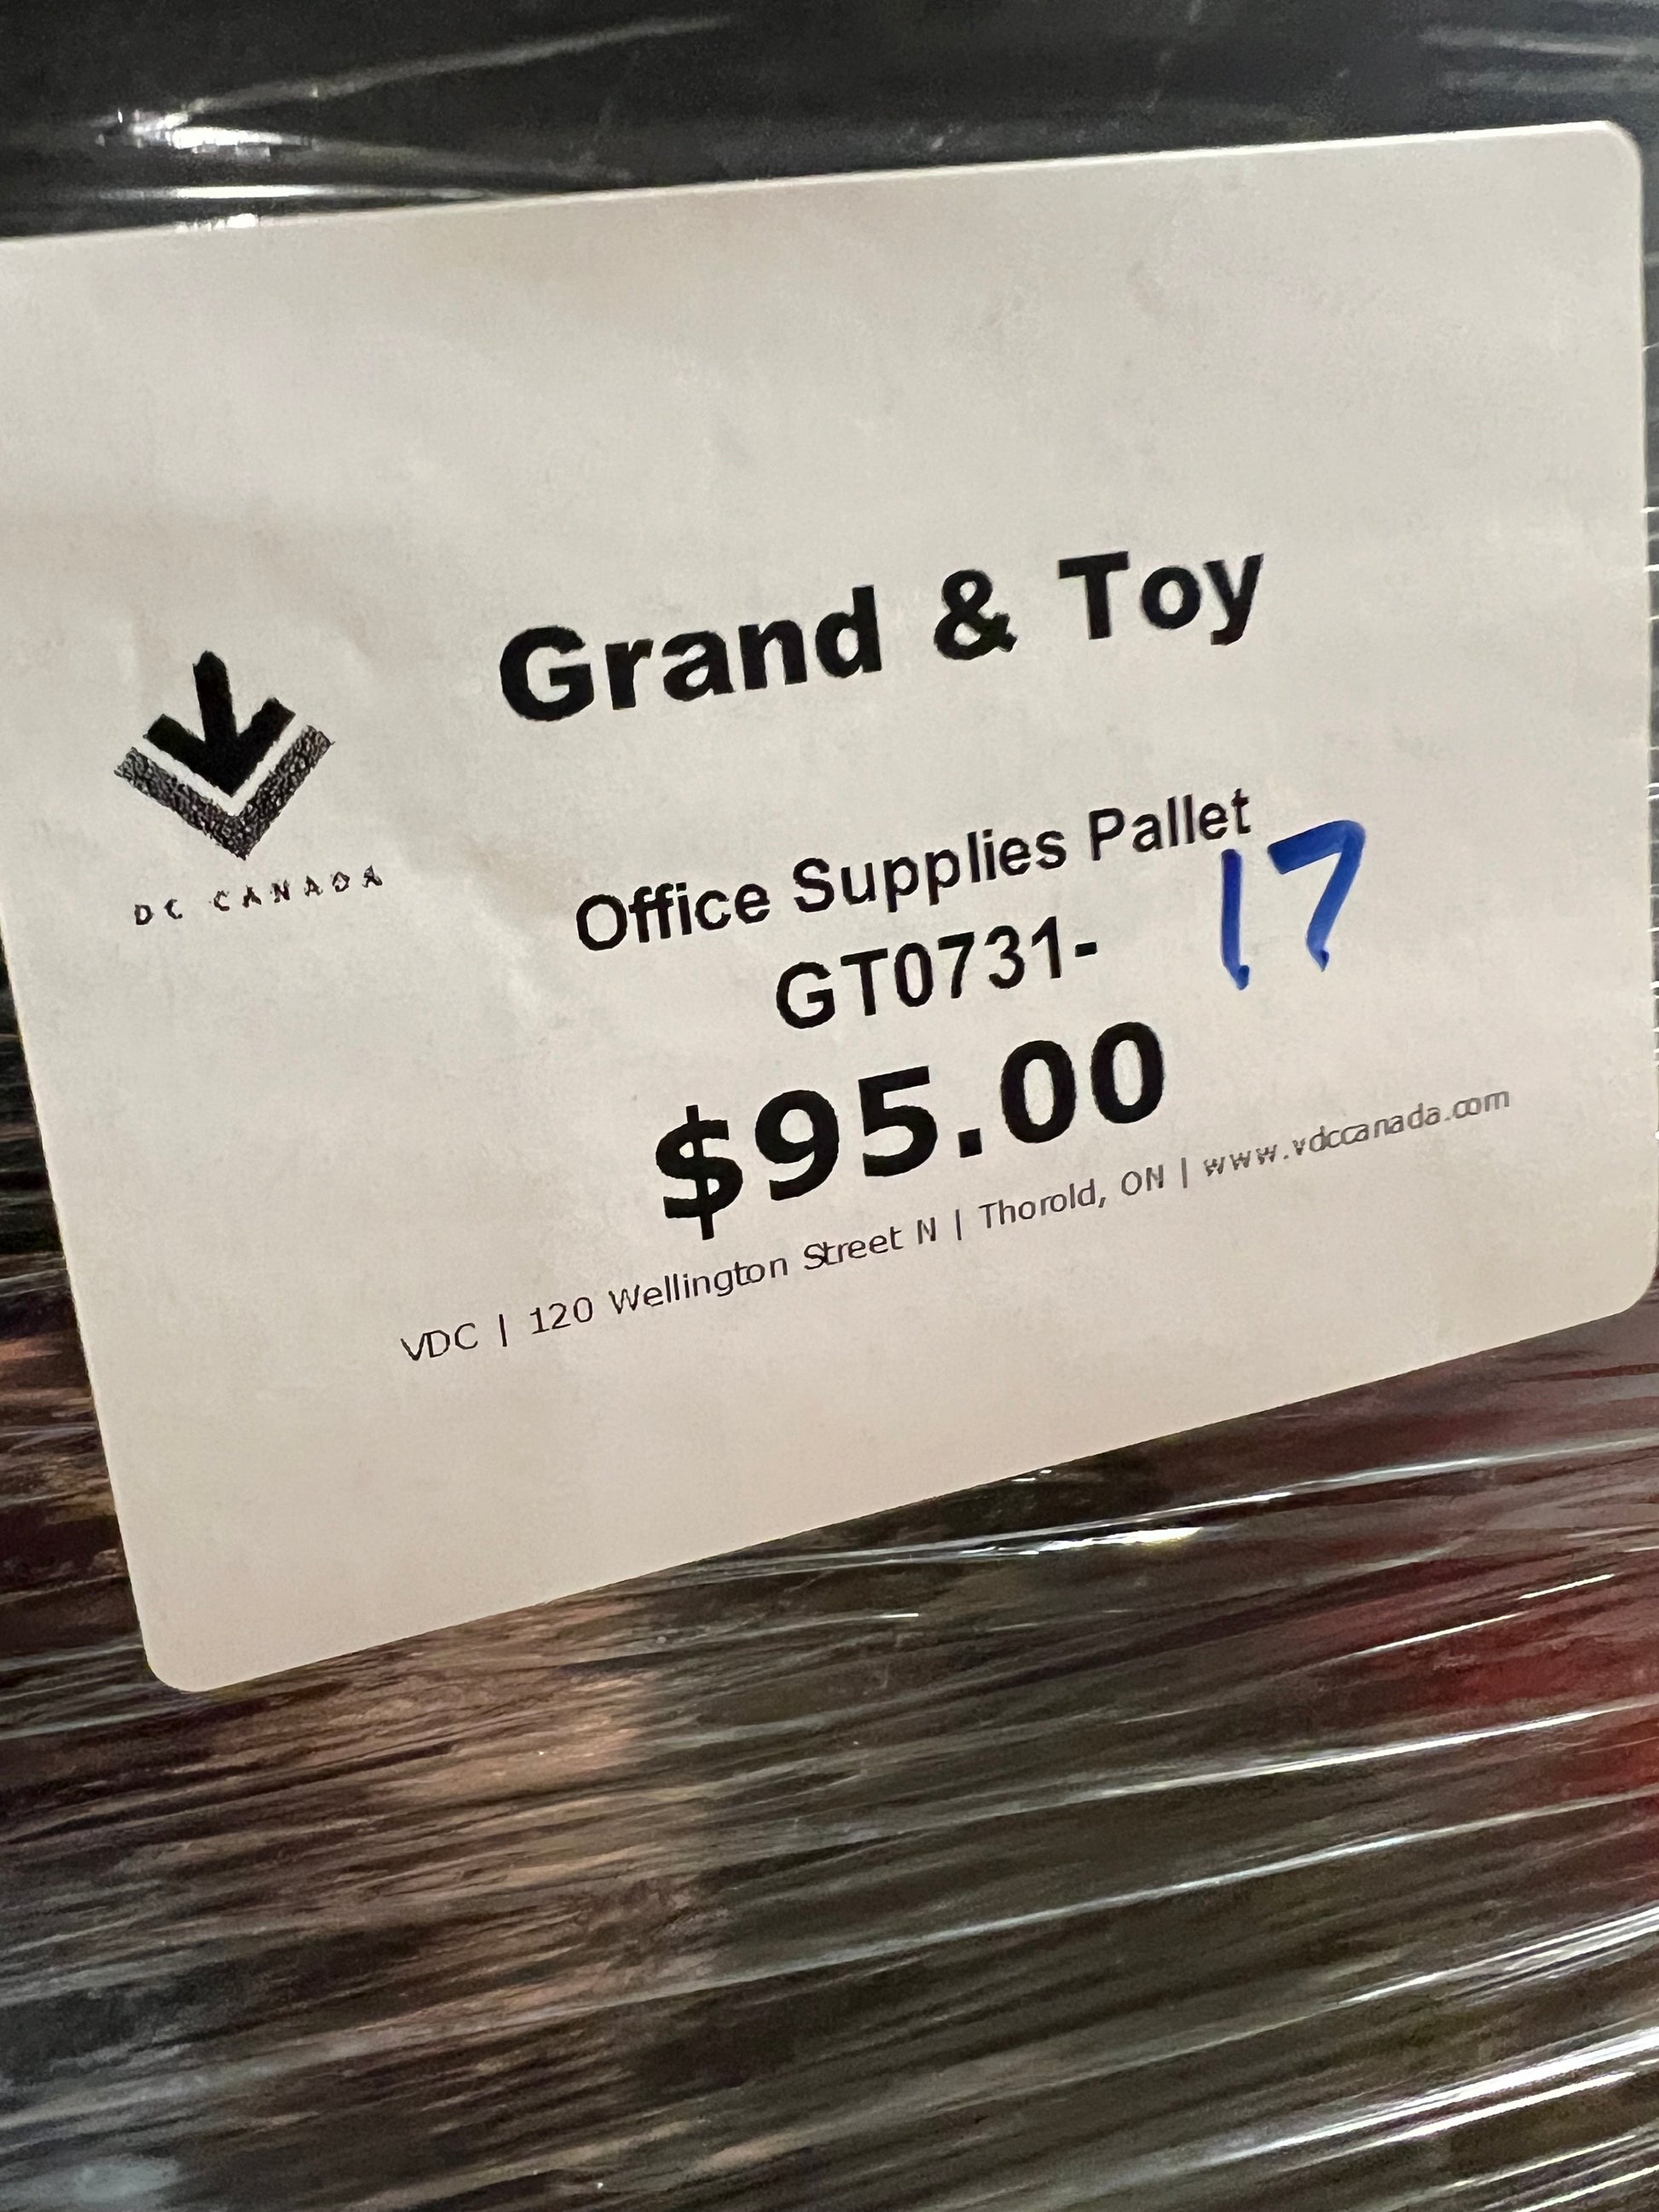 Grand & Toy
DC CANADA
Office Supplies Pallet
GT0731- 17
$95.00
VDC | 120 Wellington Street N | Thorold, ON | www.vdccanada.com